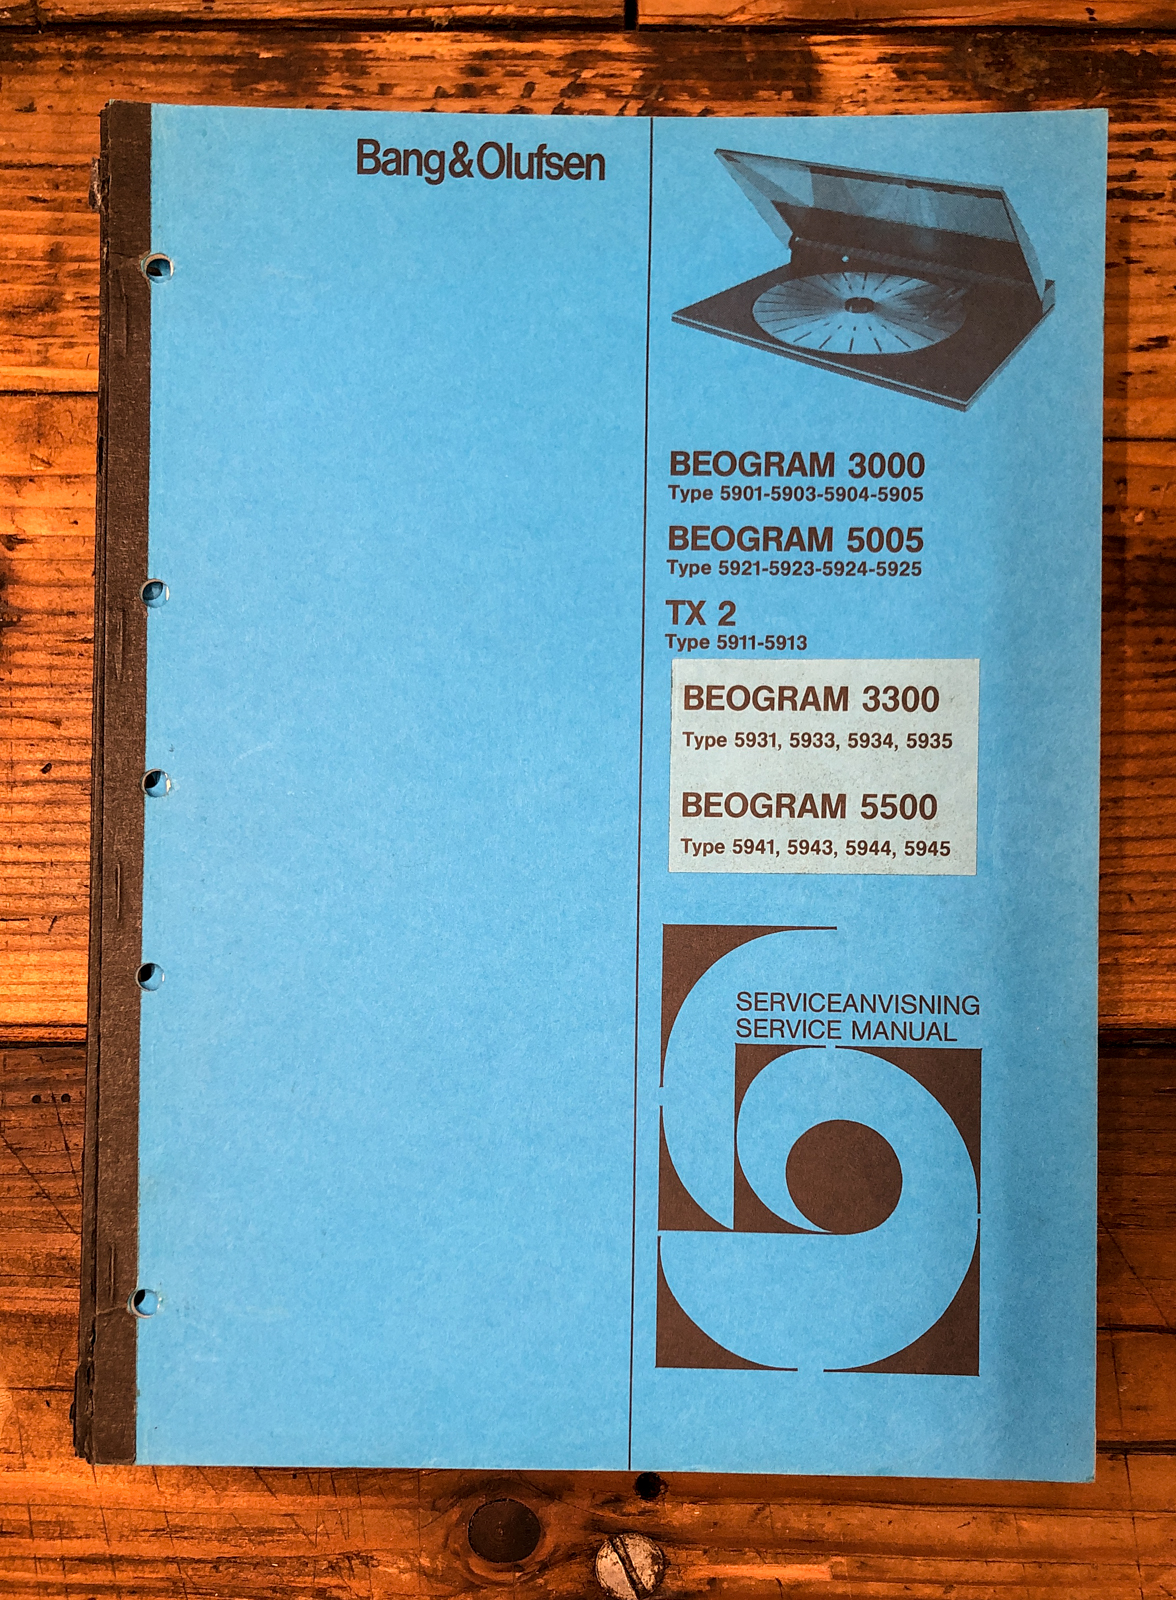 Bang&Olufsen
BEOGRAM 3000
Type 5901-5903-5904-5905
BEOGRAM 5005
Type 5921-5923-5924-5925
TX 2
Type 5911-5913
BEOGRAM 3300
Type 5931, 5933, 5934, 5935
BEOGRAM 5500
Type 5941, 5943, 5944, 5945
SERVICEANVISNING
SERVICE MANUAL